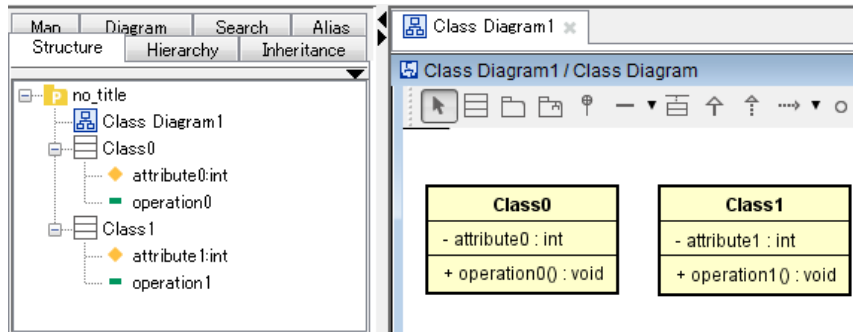 Map Diagram Search Alias
Structure Hierarchy Inheritance
no_title
Class Diagram1
Class0
attribute0:int
operation0
Class1
attribute1:int
operation1
Class Diagram1
Class Diagram1 / Class Diagram
Class0
- attribute0 : int
+ operation0() : void
Class1
- attribute1 : int
+ operation1() : void